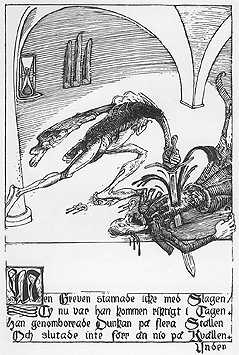 Men Greven stannade icke med Slagen/
Ty nu var han kommen riktigt i Tagen.
Han genomborrade Dunkan på flera Ställen
Och slutade inte förr än nio på Kvällen.
Ynden